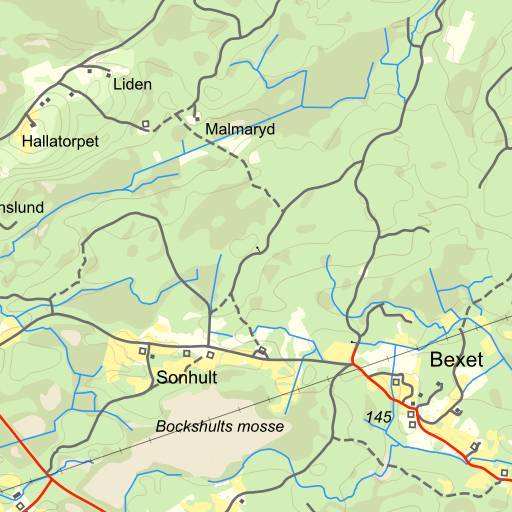 Liden
Malmaryd
Hallatorpet
nslund
Bexet
Sonhult
145
Bockshults mosse